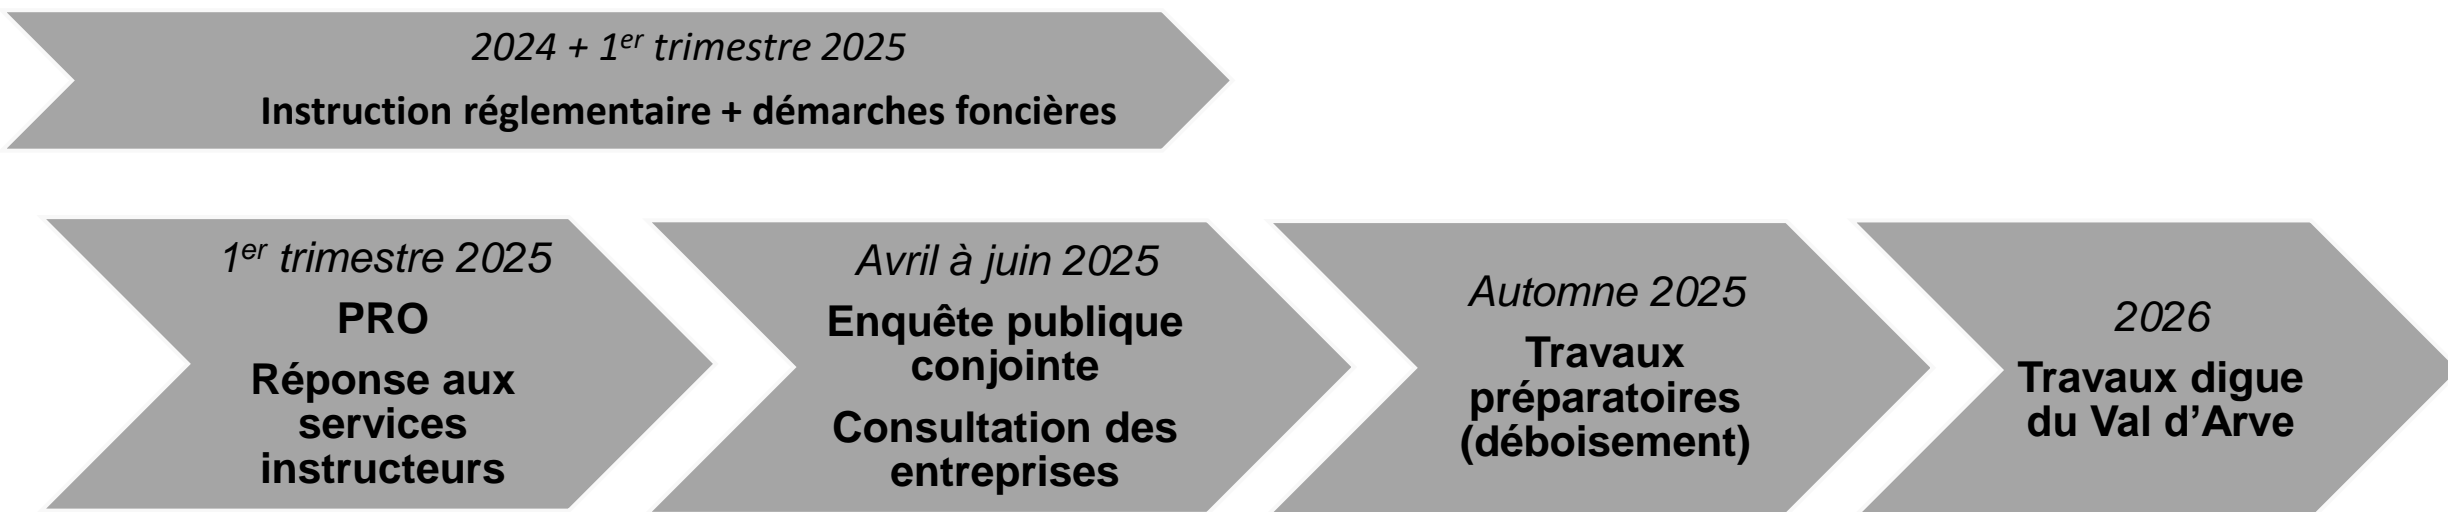 2024 + 1er trimestre 2025
Instruction réglementaire + démarches foncières
1er trimestre 2025
PRO
Réponse aux
services
instructeurs
Avril à juin 2025
Enquête publique
conjointe
Consultation des
entreprises
Automne 2025
Travaux
préparatoires
(déboisement)
2026
Travaux digue
du Val d’Arve